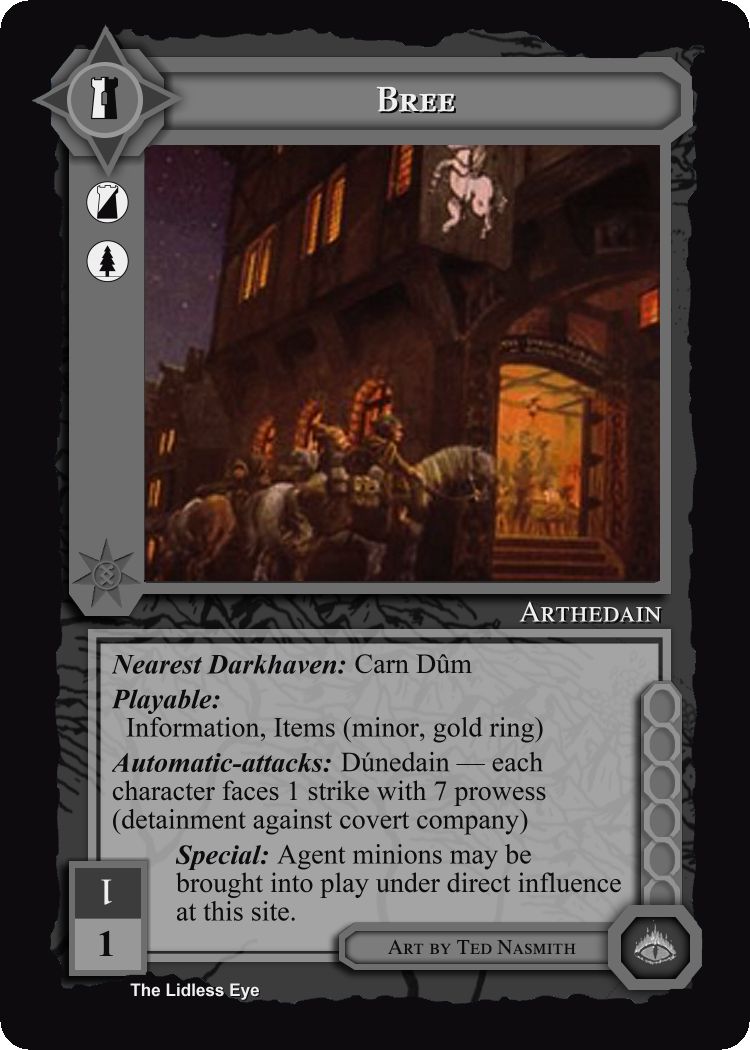 BREE
ARTHEDAIN
Nearest Darkhaven: Carn Dûm
Playable:
Information, Items (minor, gold ring)
Automatic-attacks: Dúnedain — each
character faces 1 strike with 7 prowess
(detainment against covert company)
Special: Agent minions may be
brought into play under direct influence
at this site.
1
1
ART BY TED NASMITH
The Lidless Eye